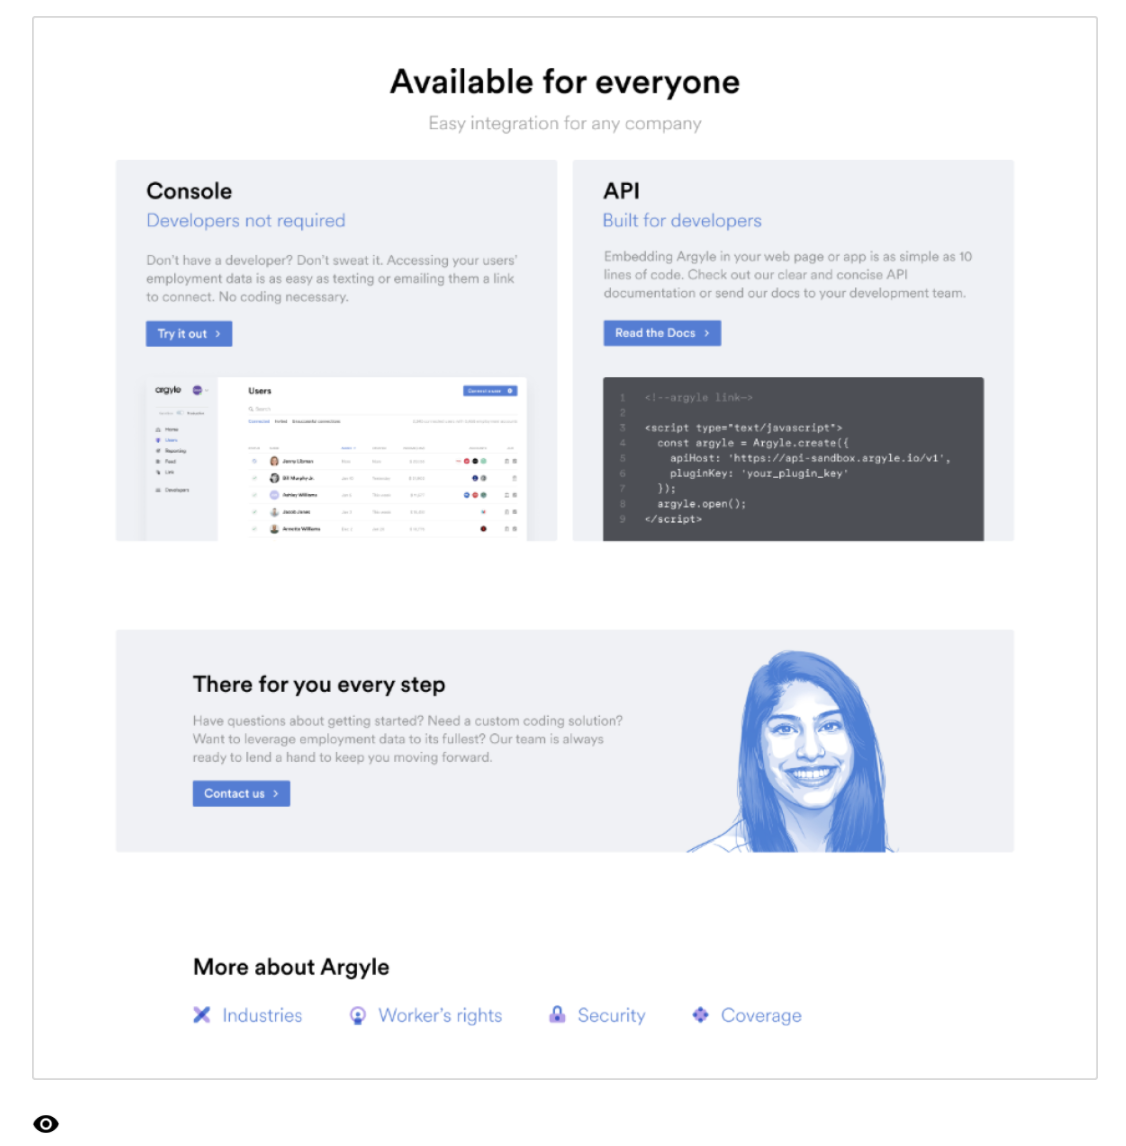 Available for everyone
Easy integration for any company
Console
Developers not required
Don't have a developer? Don't sweat it. Accessing your users'
employment data is as easy as texting or emailing them a link
to connect. No coding necessary.
Try it out >
API
Built for developers
Embedding Argyle in your web page or app is as simple as 10
lines of code. Check out our clear and concise API
documentation or send our docs to your development team.
Read the Docs >
argyle
Home
Users
Reporting
Feed
Link
Developers
Users
Search
Jenna Libman
Bill Murphy Jr.
Ashley Williams
Jacob Jones
Annette Williams
1 <!--argyle link-->
2
3 <script type="text/javascript">
4 const argyle = Argyle.create({
5 apiHost: 'https://api-sandbox.argyle.io/v1',
6 pluginKey: 'your_plugin_key'
7 });
8 argyle.open();
9 </script>
There for you every step
Have questions about getting started? Need a custom coding solution?
Want to leverage employment data to its fullest? Our team is always
ready to lend a hand to keep you moving forward.
Contact us >
More about Argyle
Industries
Worker's rights
Security
Coverage